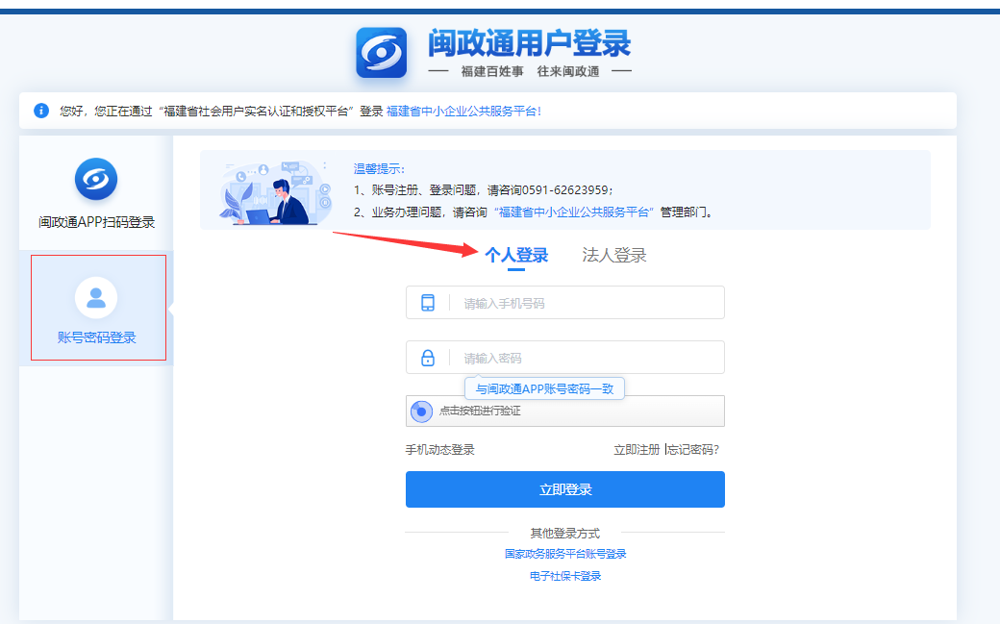 闽政通用户登录
福建百姓事 往来闽政通
您好，您正在通过“福建省社会用户实名认证和授权平台”登录 福建省中小企业公共服务平台!
闽政通APP扫码登录
账号密码登录
温馨提示:
1、账号注册、登录问题，请咨询0591-62623959;
2、业务办理问题，请咨询“福建省中小企业公共服务平台”管理部门。
个人登录 法人登录
请输入手机号码
请输入密码
与闽政通APP账号密码一致
点击按钮进行验证
手机动态登录 立即注册 |忘记密码?
立即登录
其他登录方式
国家政务服务平台账号登录
电子社保卡登录